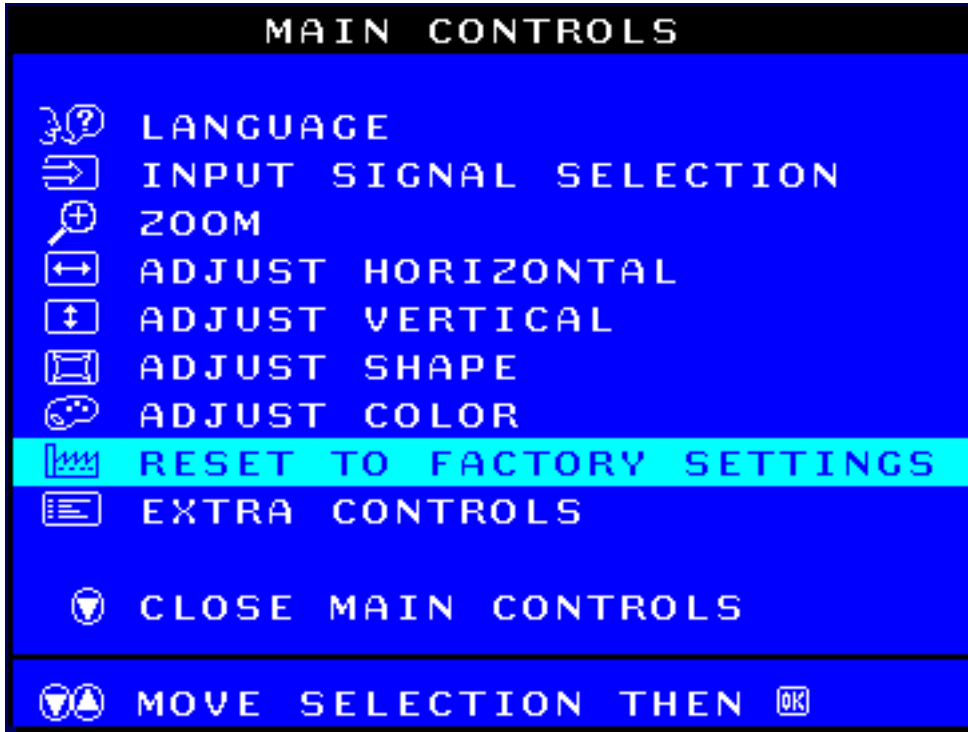 MAIN CONTROLS
LANGUAGE
INPUT SIGNAL SELECTION
ZOOM
ADJUST HORIZONTAL
ADJUST VERTICAL
ADJUST SHAPE
ADJUST COLOR
RESET TO FACTORY SETTINGS
EXTRA CONTROLS
CLOSE MAIN CONTROLS
MOVE SELECTION THEN OK